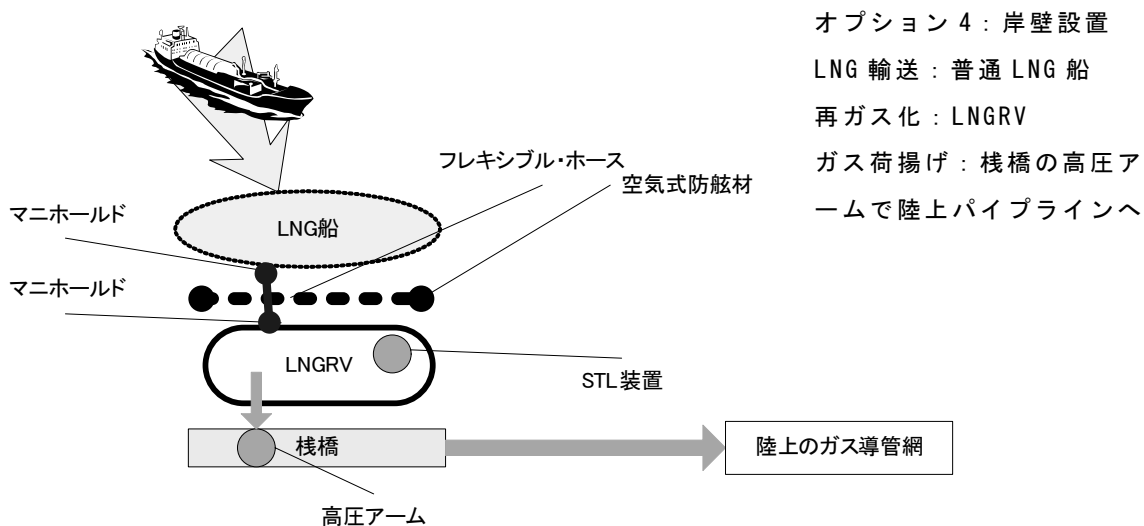 オプション4：岸壁設置
LNG輸送：普通LNG船
再ガス化：LNGRV
ガス荷揚げ：桟橋の高圧ア
ームで陸上パイプラインへ
フレキシブル・ホース
空気式防舷材
マニホールド
LNG船
マニホールド
LNGRV
STL装置
桟橋
陸上のガス導管網
高圧アーム